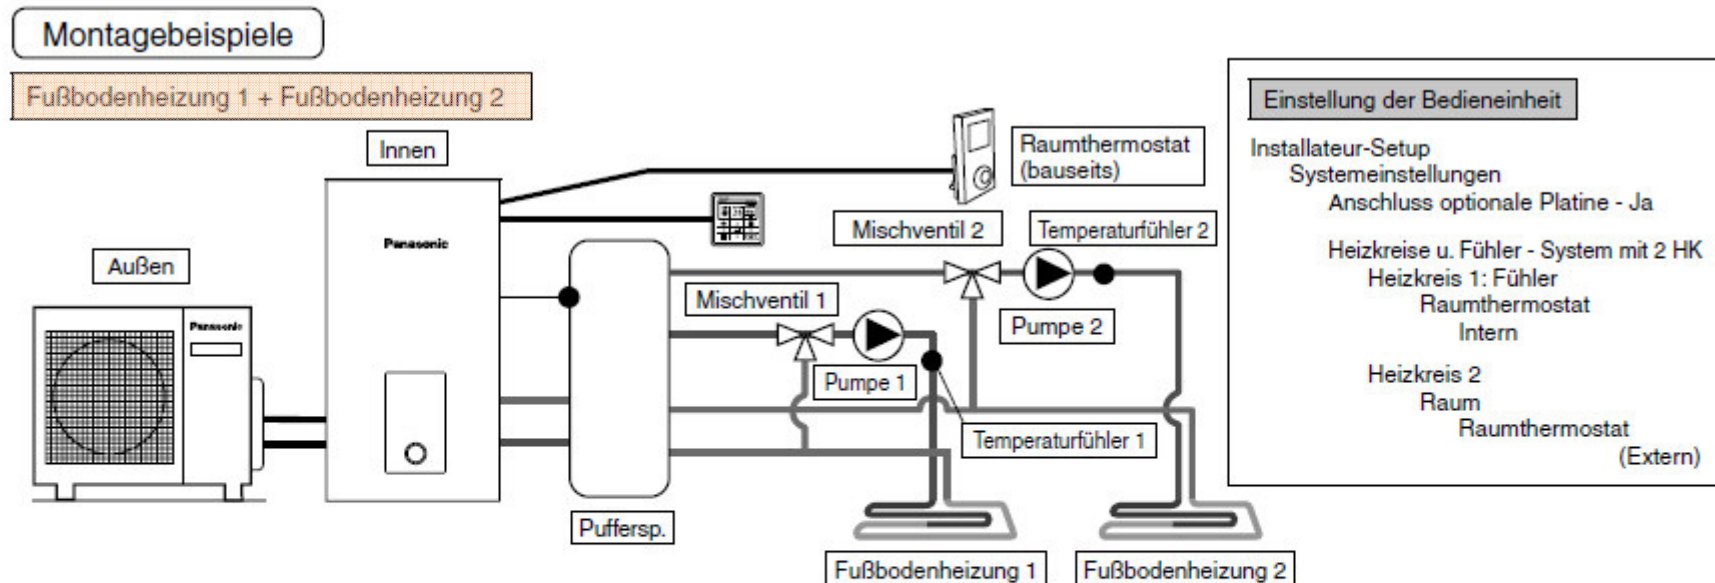 Montagebeispiele
Fußbodenheizung 1 + Fußbodenheizung 2
Innen
Raumthermostat
(bauseits)
Mischventil 2
Temperaturfühler 2
Panasonic
Außen
Mischventil 1
Panasonic
Pumpe 2
Pumpe 1
Temperaturfühler 1
Puffersp.
Fußbodenheizung 1
Fußbodenheizung 2
Einstellung der Bedieneinheit
Installateur-Setup
Systemeinstellungen
Anschluss optionale Platine - Ja
Heizkreise u. Fühler - System mit 2 HK
Heizkreis 1: Fühler
Raumthermostat
Intern
Heizkreis 2
Raum
Raumthermostat
(Extern)